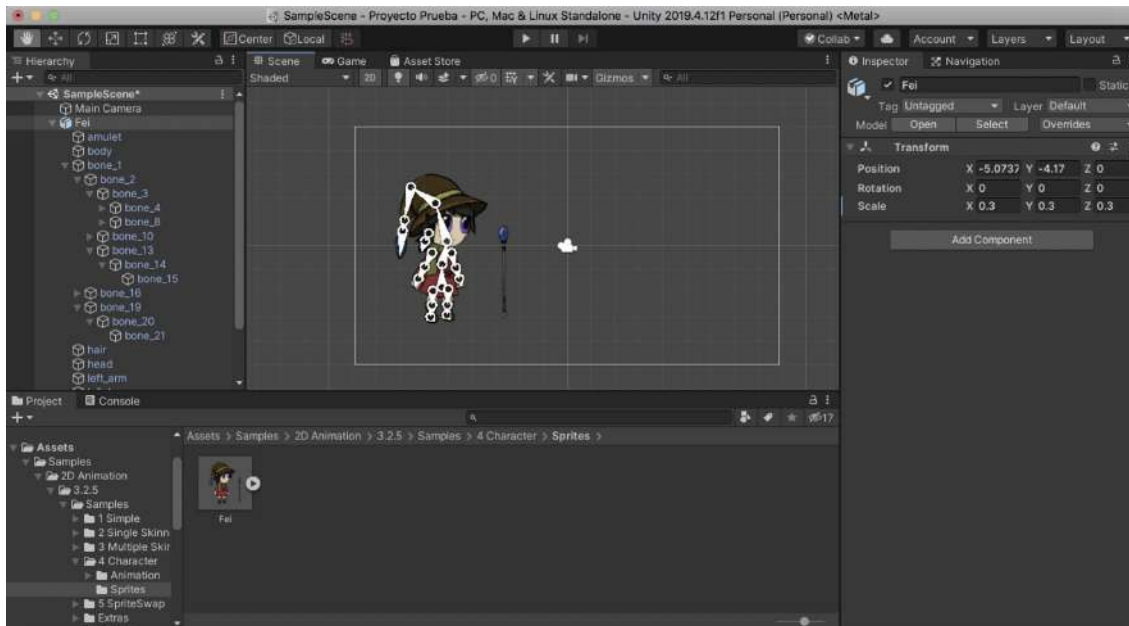 SampleScene - Proyecto Prueba - PC, Mac & Linux Standalone - Unity 2019.4.12f1 Personal (Personal) <Metal>
Center Local Collab Account Layers Layout
Hierarchy
All
SampleScene*
Main Camera
Fei
amulet
body
bone_1
bone_2
bone_3
bone_4
bone_8
bone_10
bone_13
bone_14
bone_15
bone_16
bone_19
bone_20
bone_21
hair
head
left_arm
Scene Game Asset Store
Shaded 2D 0 Gizmos All
Inspector Navigation
Fei Static
Tag Untagged Layer Default
Model Open Select Overrides
Transform
Position X -5.0737 Y -4.17 Z 0
Rotation X 0 Y 0 Z 0
Scale X 0.3 Y 0.3 Z 0.3
Add Component
Project Console
17
Assets
Samples
2D Animation
3.2.5
Samples
1 Simple
2 Single Skinn
3 Multiple Skir
4 Character
Animation
Sprites
5 SpriteSwap
Extras
Assets > Samples > 2D Animation > 3.2.5 > Samples > 4 Character > Sprites >
Fei